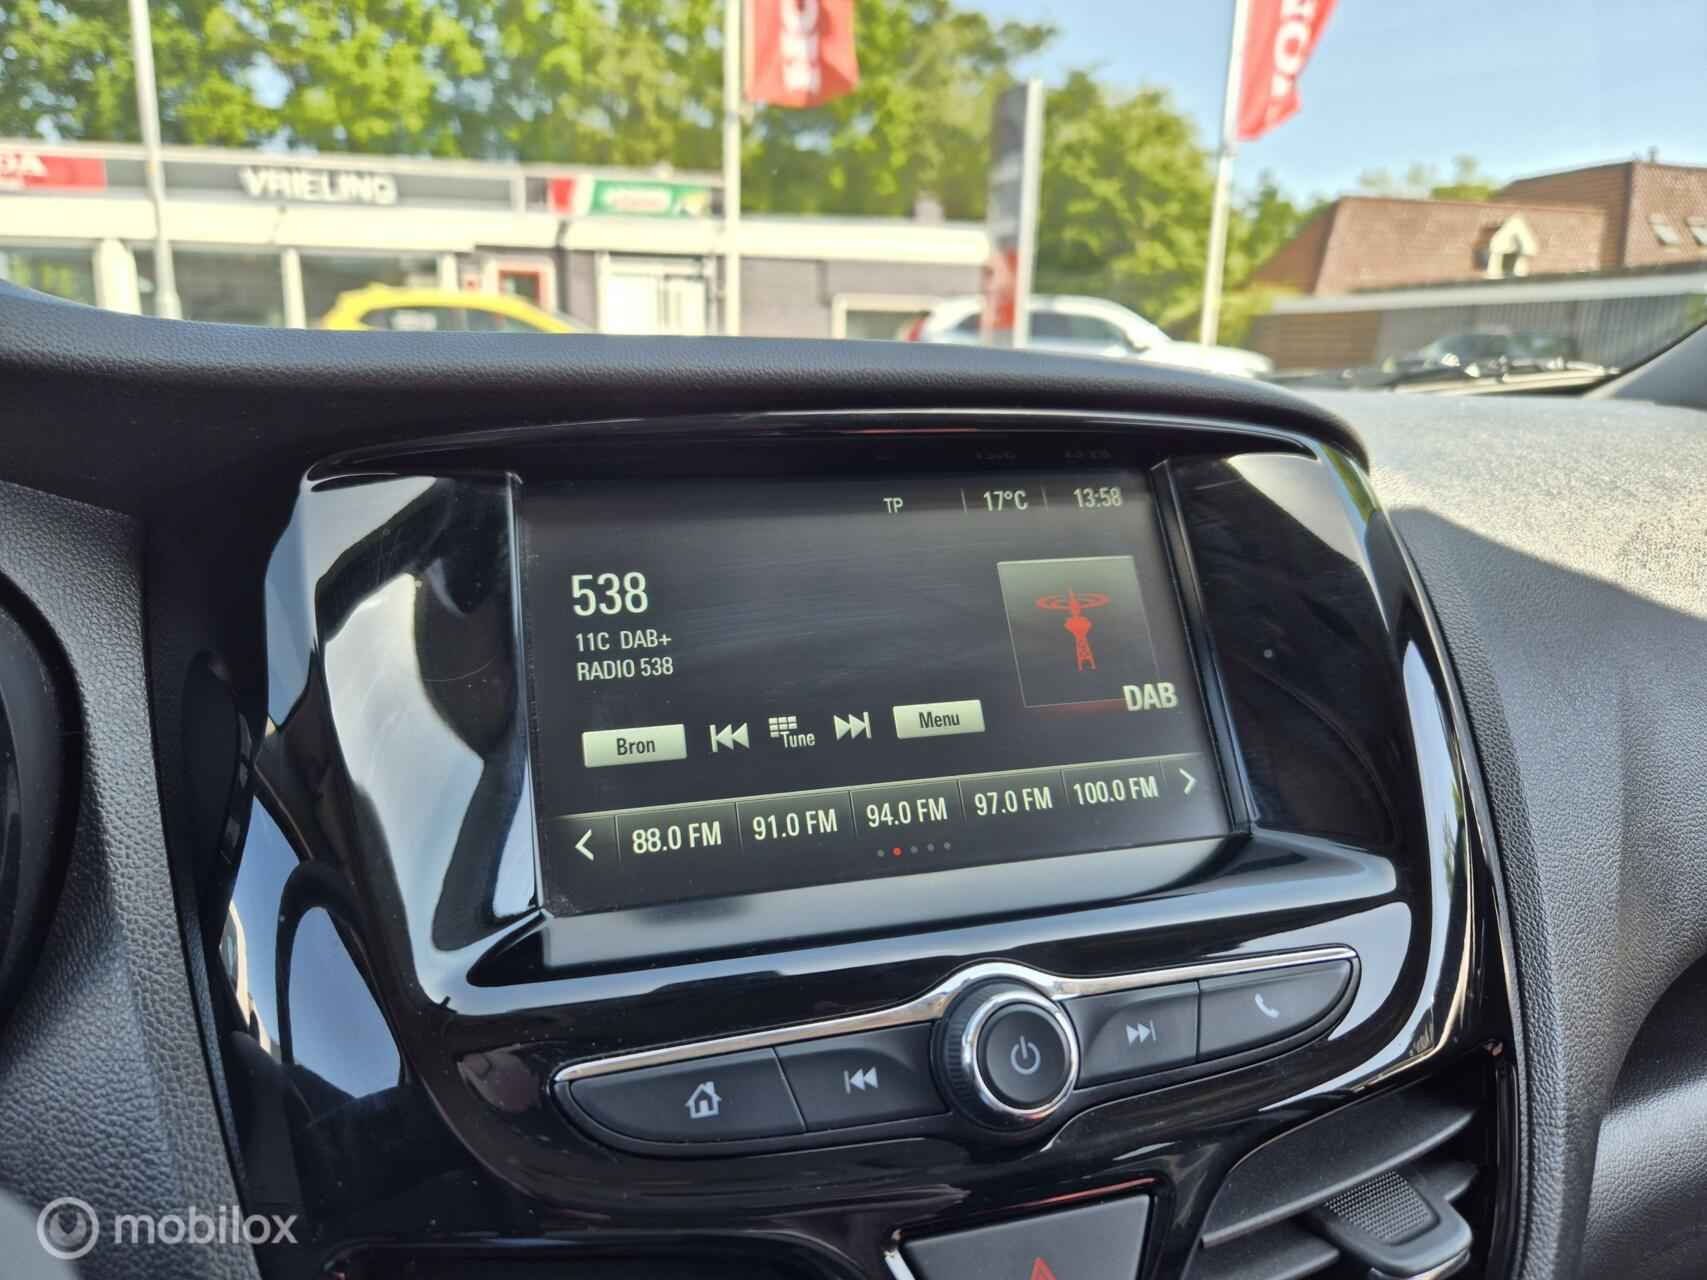 VRIELING
TP 17°C 13:58
538
11C DAB+
RADIO 538
DAB
Bron Tune Menu
88.0 FM 91.0 FM 94.0 FM 97.0 FM 100.0 FM
mobilox